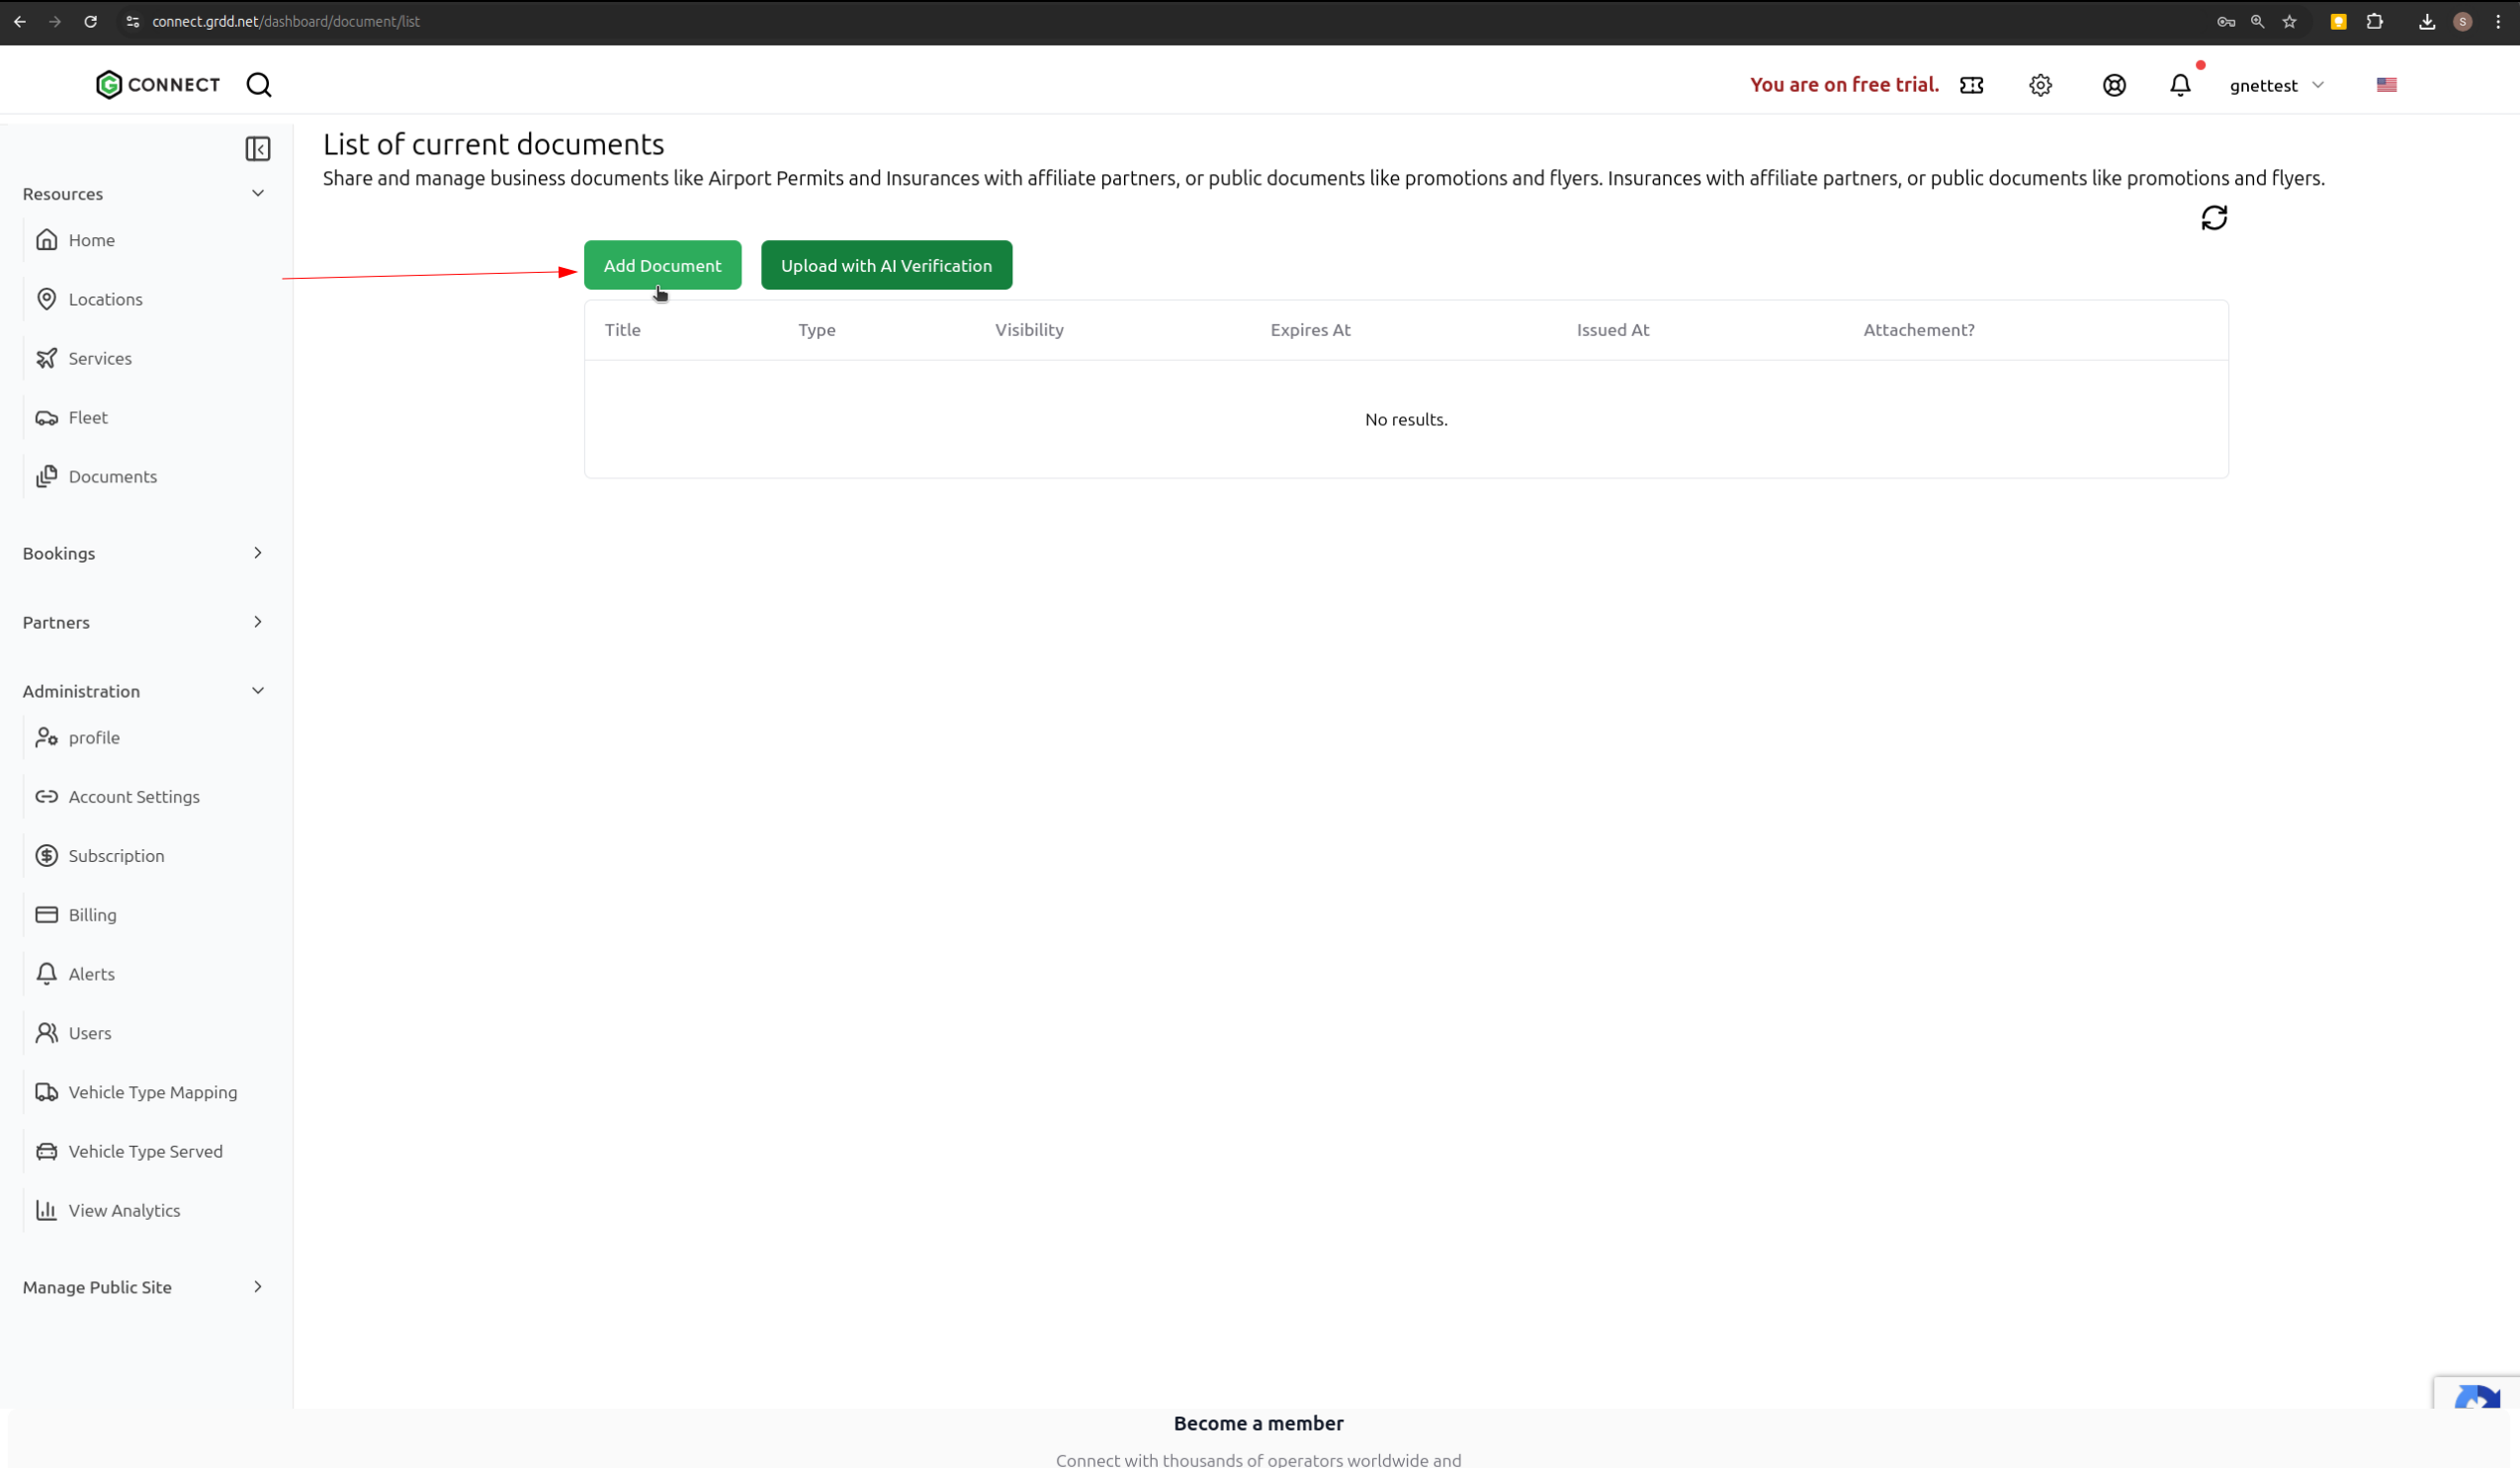 connect.grdd.net/dashboard/document/list
S
G CONNECT
You are on free trial.
gnettest
List of current documents
Share and manage business documents like Airport Permits and Insurances with affiliate partners, or public documents like promotions and flyers. Insurances with affiliate partners, or public documents like promotions and flyers.
Resources
Home
Locations
Services
Fleet
Documents
Bookings
Partners
Administration
profile
Account Settings
Subscription
Billing
Alerts
Users
Vehicle Type Mapping
Vehicle Type Served
View Analytics
Manage Public Site
Add Document
Upload with AI Verification
Title Type Visibility Expires At Issued At Attachement?
No results.
Become a member
Connect with thousands of operators worldwide and